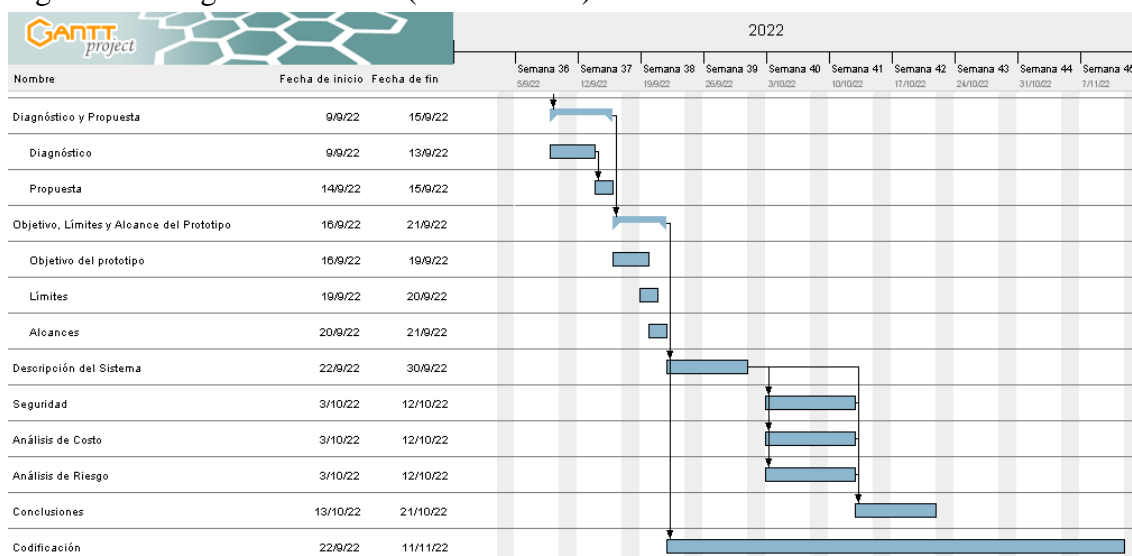 GANTT
project
2022
Nombre Fecha de inicio Fecha de fin
Semana 36 Semana 37 Semana 38 Semana 39 Semana 40 Semana 41 Semana 42 Semana 43 Semana 44 Semana 45
5/9/22 12/9/22 19/9/22 26/9/22 3/10/22 10/10/22 17/10/22 24/10/22 31/10/22 7/11/22
Diagnóstico y Propuesta 9/9/22 15/9/22
Diagnóstico 9/9/22 13/9/22
Propuesta 14/9/22 15/9/22
Objetivo, Límites y Alcance del Prototipo 16/9/22 21/9/22
Objetivo del prototipo 16/9/22 19/9/22
Límites 19/9/22 20/9/22
Alcances 20/9/22 21/9/22
Descripción del Sistema 22/9/22 30/9/22
Seguridad 3/10/22 12/10/22
Análisis de Costo 3/10/22 12/10/22
Análisis de Riesgo 3/10/22 12/10/22
Conclusiones 13/10/22 21/10/22
Codificación 22/9/22 11/11/22